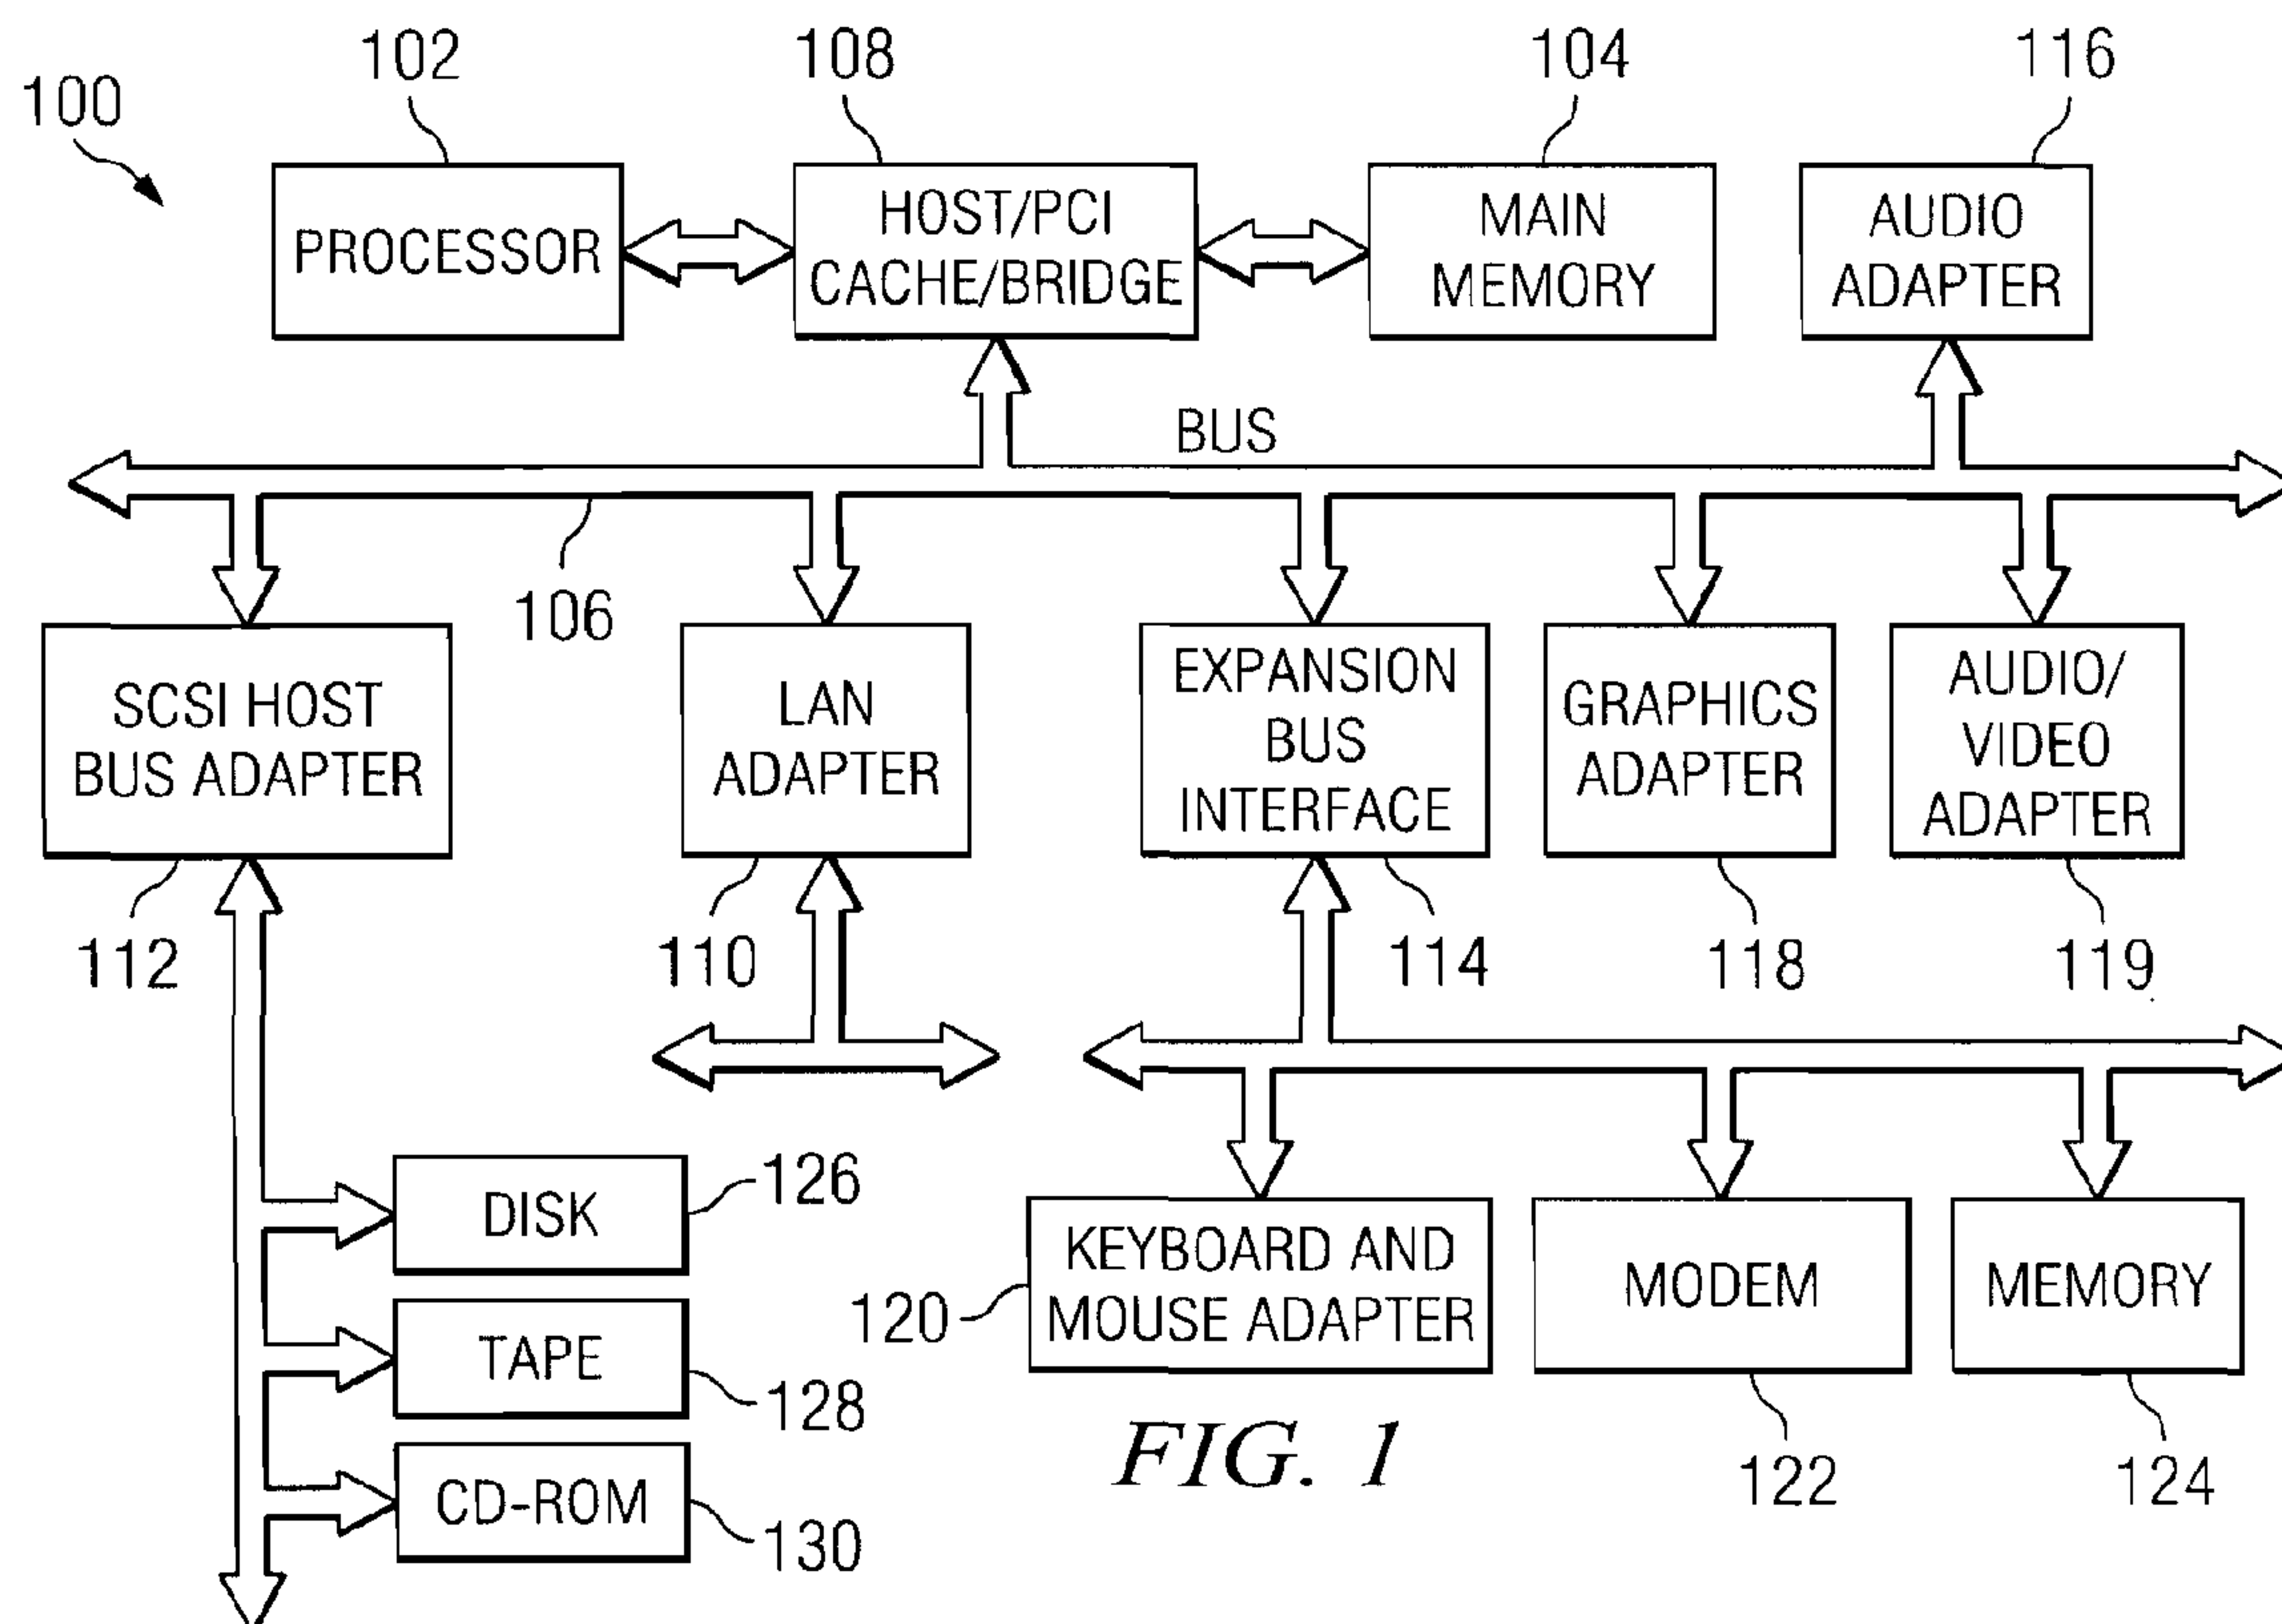 100
102
108
104
116
PROCESSOR
HOST/PCI
CACHE/BRIDGE
MAIN
MEMORY
AUDIO
ADAPTER
BUS
106
SCSI HOST
BUS ADAPTER
LAN
ADAPTER
EXPANSION
BUS
INTERFACE
GRAPHICS
ADAPTER
AUDIO/
VIDEO
ADAPTER
112
110
114
118
119
DISK
126
TAPE
128
CD-ROM
130
120
KEYBOARD AND
MOUSE ADAPTER
MODEM
MEMORY
122
124
FIG. 1